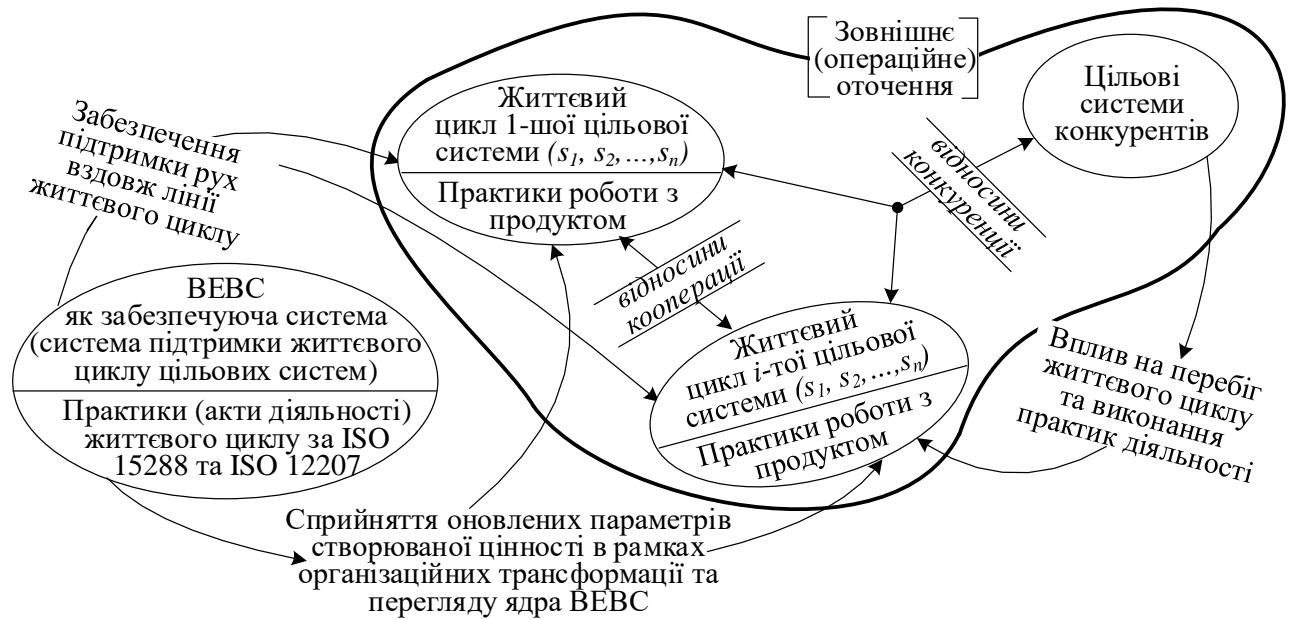 Зовнішнє
(операційне)
оточення
Цільові
системи
конкурентів
Життєвий
цикл 1-шої цільової
системи (s1, s2,...,sn)
Практики роботи з
продуктом
Забезпечення
підтримки рух
вздовж лінії
життєвого циклу
відносини
конкуренції
відносини
кооперації
ВЕВС
як забезпечуюча система
(система підтримки життєвого
циклу цільових систем)
Практики (акти діяльності)
життєвого циклу за ISO
15288 та ISO 12207
Життєвий
цикл i-тої цільової
системи (s1, s2,...,sn)
Практики роботи з
продуктом
Вплив на перебіг
життєвого циклу
та виконання
практик діяльності
Сприйняття оновлених параметрів
створюваної цінності в рамках
організаційних трансформації та
перегляду ядра ВЕВС